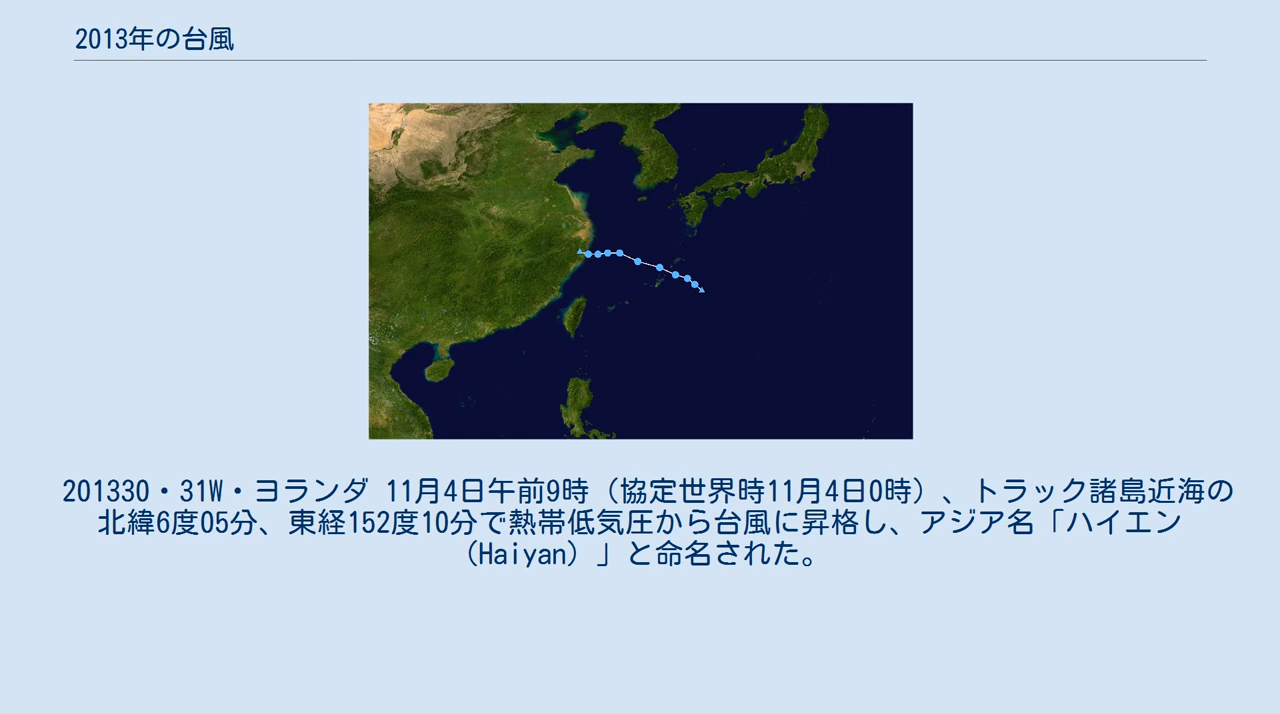 2013年の台風
201330・31W・ヨランダ 11月4日午前9時（協定世界時11月4日0時）、トラック諸島近海の
北緯6度05分、東経152度10分で熱帯低気圧から台風に昇格し、アジア名「ハイエン
（Haiyan）」と命名された。